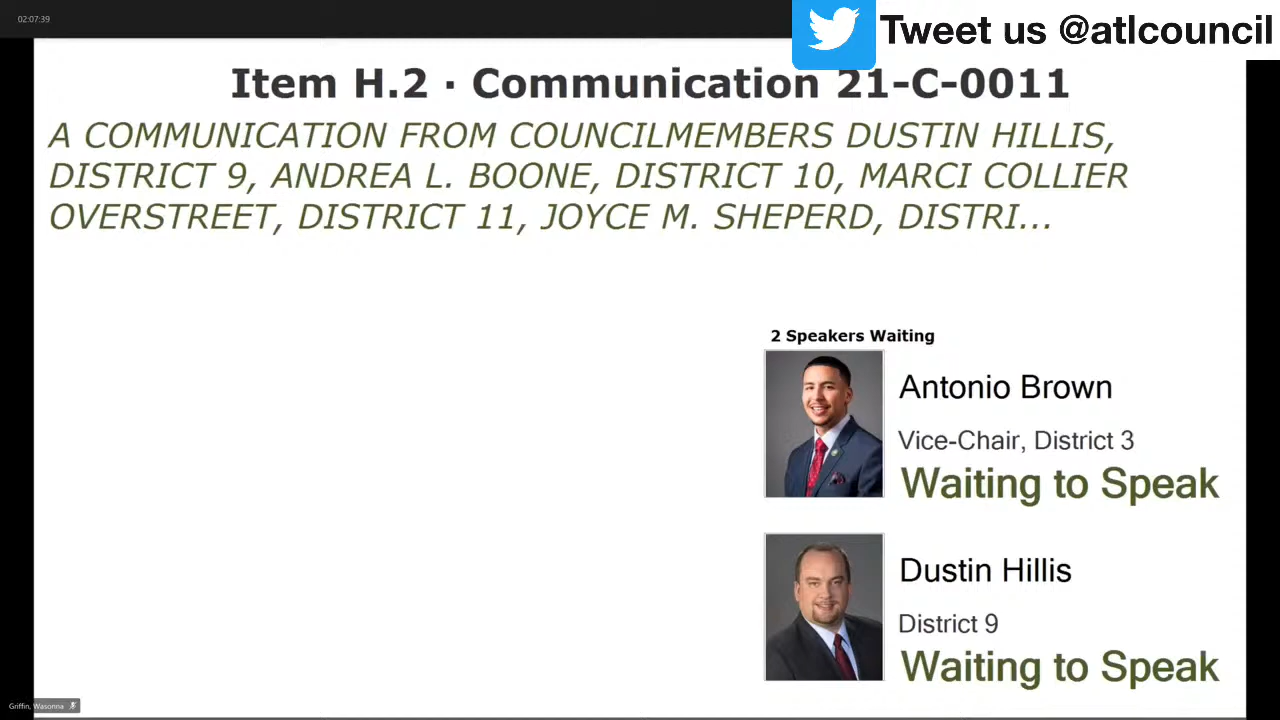 02:07:39
Tweet us @atlcouncil
Item H.2 · Communication 21-C-0011
A COMMUNICATION FROM COUNCILMEMBERS DUSTIN HILLIS,
DISTRICT 9, ANDREA L. BOONE, DISTRICT 10, MARCI COLLIER
OVERSTREET, DISTRICT 11, JOYCE M. SHEPERD, DISTRI...
2 Speakers Waiting
Antonio Brown
Vice-Chair, District 3
Waiting to Speak
Dustin Hillis
District 9
Waiting to Speak
Griffin, Wasonna